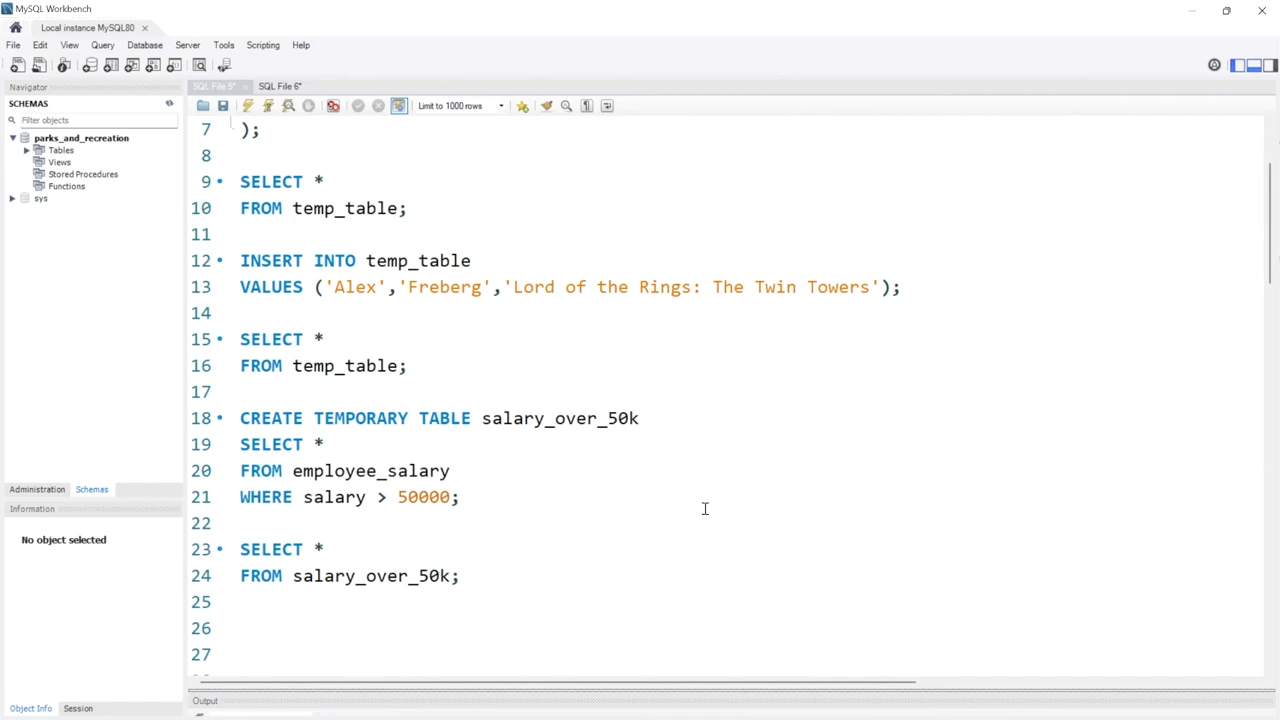 MySQL Workbench
Local instance MySQL80
File Edit View Query Database Server Tools Scripting Help
Navigator
SQL File 5* SQL File 6*
SCHEMAS
Limit to 1000 rows
Filter objects
parks_and_recreation
Tables
Views
Stored Procedures
Functions
sys
7 );
8
9 SELECT *
10 FROM temp_table;
11
12 INSERT INTO temp_table
13 VALUES ('Alex','Freberg','Lord of the Rings: The Twin Towers');
14
15 SELECT *
16 FROM temp_table;
17
18 CREATE TEMPORARY TABLE salary_over_50k
19 SELECT *
20 FROM employee_salary
21 WHERE salary > 50000;
22
23 SELECT *
24 FROM salary_over_50k;
25
26
27
Administration Schemas
Information
No object selected
Object Info Session
Output